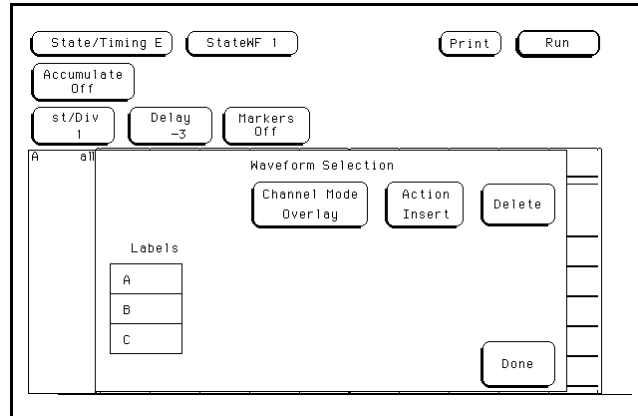 State/Timing E StateWF 1 Print Run
Accumulate
Off
st/Div
1
Delay
-3
Markers
Off
A all
Waveform Selection
Channel Mode
Overlay
Action
Insert
Delete
Labels
A
B
C
Done